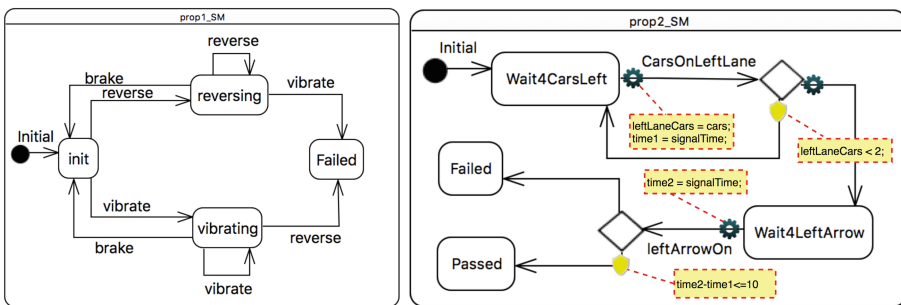 prop1_SM
reverse
brake
reverse
reversing
vibrate
Initial
init
Failed
vibrate
vibrating
brake
reverse
vibrate
prop2_SM
Initial
Wait4CarsLeft
CarsOnLeftLane
leftLaneCars = cars;
time1 = signalTime;
leftLaneCars < 2;
Failed
time2 = signalTime;
leftArrowOn
Wait4LeftArrow
Passed
time2-time1<=10